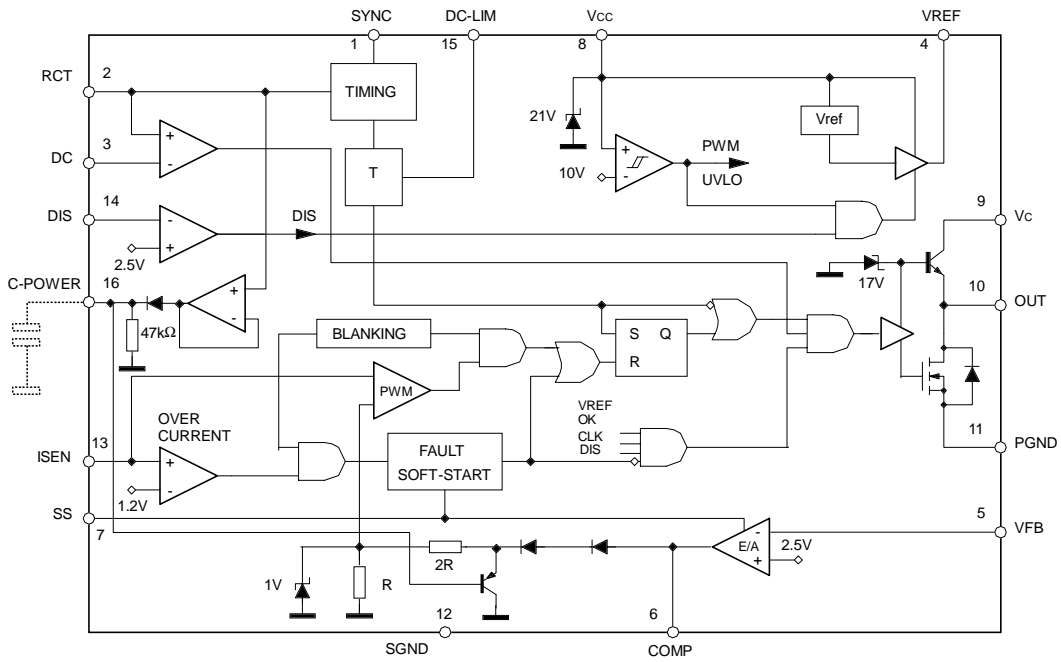 SYNC
DC-LIM
VCC
VREF
1
15
8
4
RCT
2
TIMING
21V
Vref
+
-
3
DC
T
+
-
10V
PWM
UVLO
14
DIS
-
+
DIS
2.5V
9
VC
17V
C-POWER
16
+
-
47kΩ
10
OUT
BLANKING
S
Q
R
PWM
VREF
OK
CLK
DIS
OVER
CURRENT
13
ISEN
+
-
1.2V
FAULT
SOFT-START
11
PGND
SS
7
5
VFB
-
E/A
+
2.5V
2R
1V
R
12
6
SGND
COMP